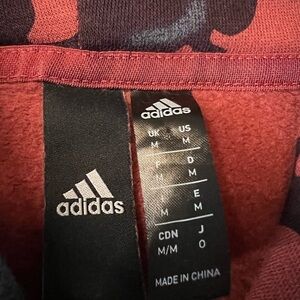 adidas
adidas
UK US
M M
F D
M M
I E
M M
CDN J
M/M O
MADE IN CHINA